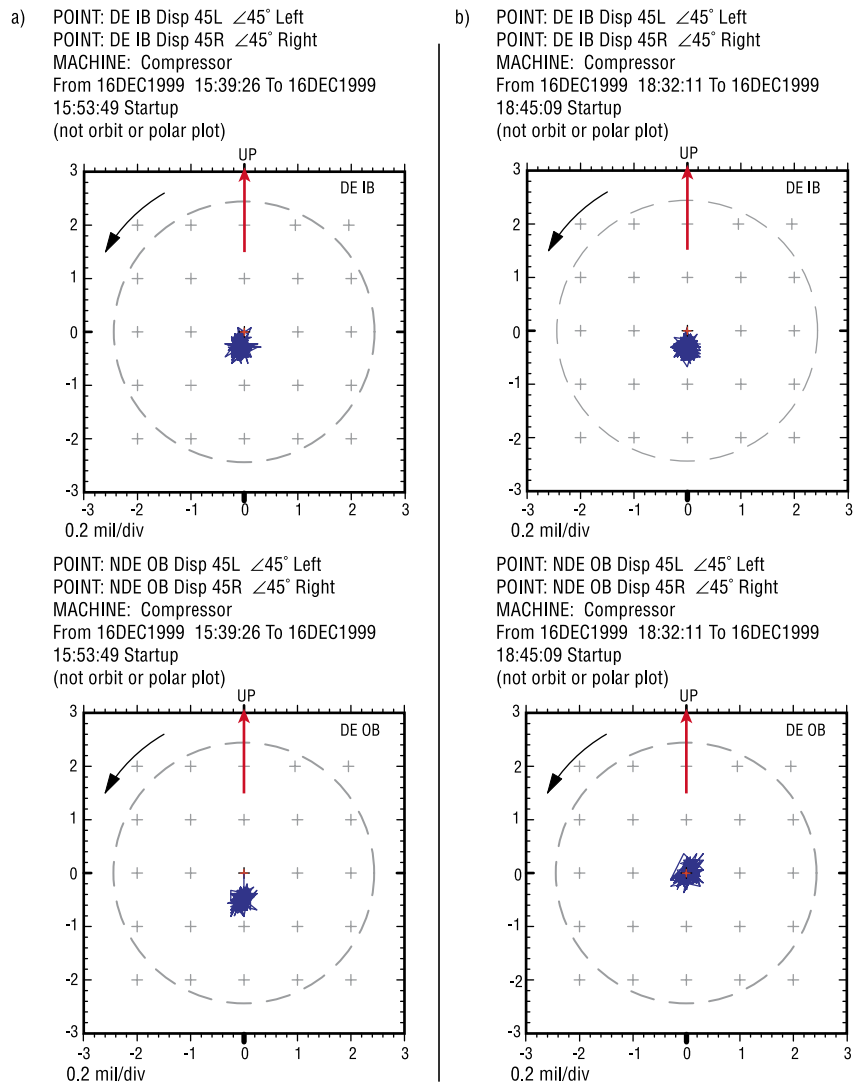 a)
POINT: DE IB Disp 45L ∠45° Left
POINT: DE IB Disp 45R ∠45° Right
MACHINE: Compressor
From 16DEC1999 15:39:26 To 16DEC1999
15:53:49 Startup
(not orbit or polar plot)
UP
DE IB
3
2
1
0
-1
-2
-3
-3 -2 -1 0 1 2 3
0.2 mil/div
POINT: NDE OB Disp 45L ∠45° Left
POINT: NDE OB Disp 45R ∠45° Right
MACHINE: Compressor
From 16DEC1999 15:39:26 To 16DEC1999
15:53:49 Startup
(not orbit or polar plot)
UP
DE OB
3
2
1
0
-1
-2
-3
-3 -2 -1 0 1 2 3
0.2 mil/div
b)
POINT: DE IB Disp 45L ∠45° Left
POINT: DE IB Disp 45R ∠45° Right
MACHINE: Compressor
From 16DEC1999 18:32:11 To 16DEC1999
18:45:09 Startup
(not orbit or polar plot)
UP
DE IB
3
2
1
0
-1
-2
-3
-3 -2 -1 0 1 2 3
0.2 mil/div
POINT: NDE OB Disp 45L ∠45° Left
POINT: NDE OB Disp 45R ∠45° Right
MACHINE: Compressor
From 16DEC1999 18:32:11 To 16DEC1999
18:45:09 Startup
(not orbit or polar plot)
UP
DE OB
3
2
1
0
-1
-2
-3
-3 -2 -1 0 1 2 3
0.2 mil/div